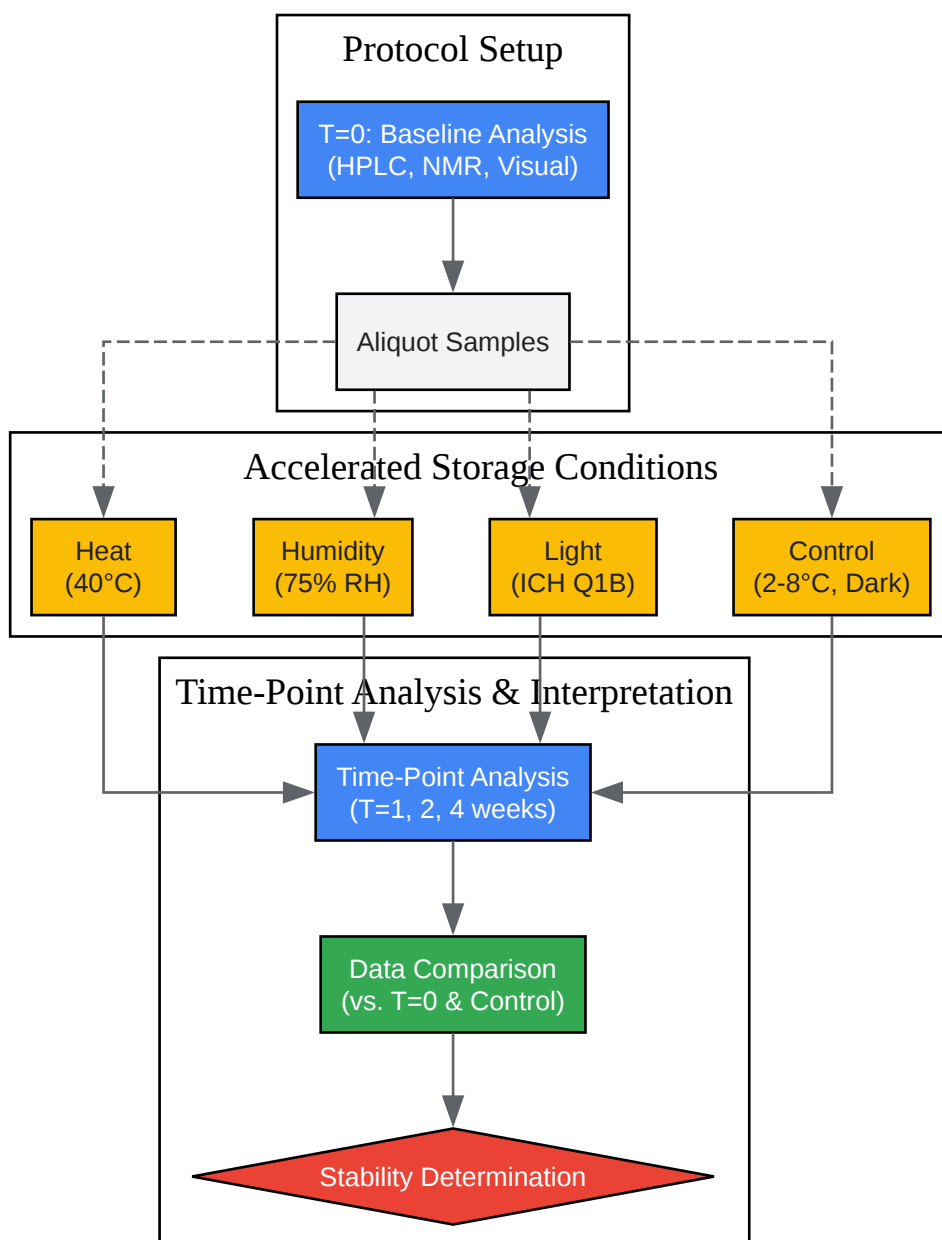 Protocol Setup
T=0: Baseline Analysis
(HPLC, NMR, Visual)
Aliquot Samples
Accelerated Storage Conditions
Heat
(40°C)
Humidity
(75% RH)
Light
(ICH Q1B)
Control
(2-8°C, Dark)
Time-Point Analysis & Interpretation
Time-Point Analysis
(T=1, 2, 4 weeks)
Data Comparison
(vs. T=0 & Control)
Stability Determination